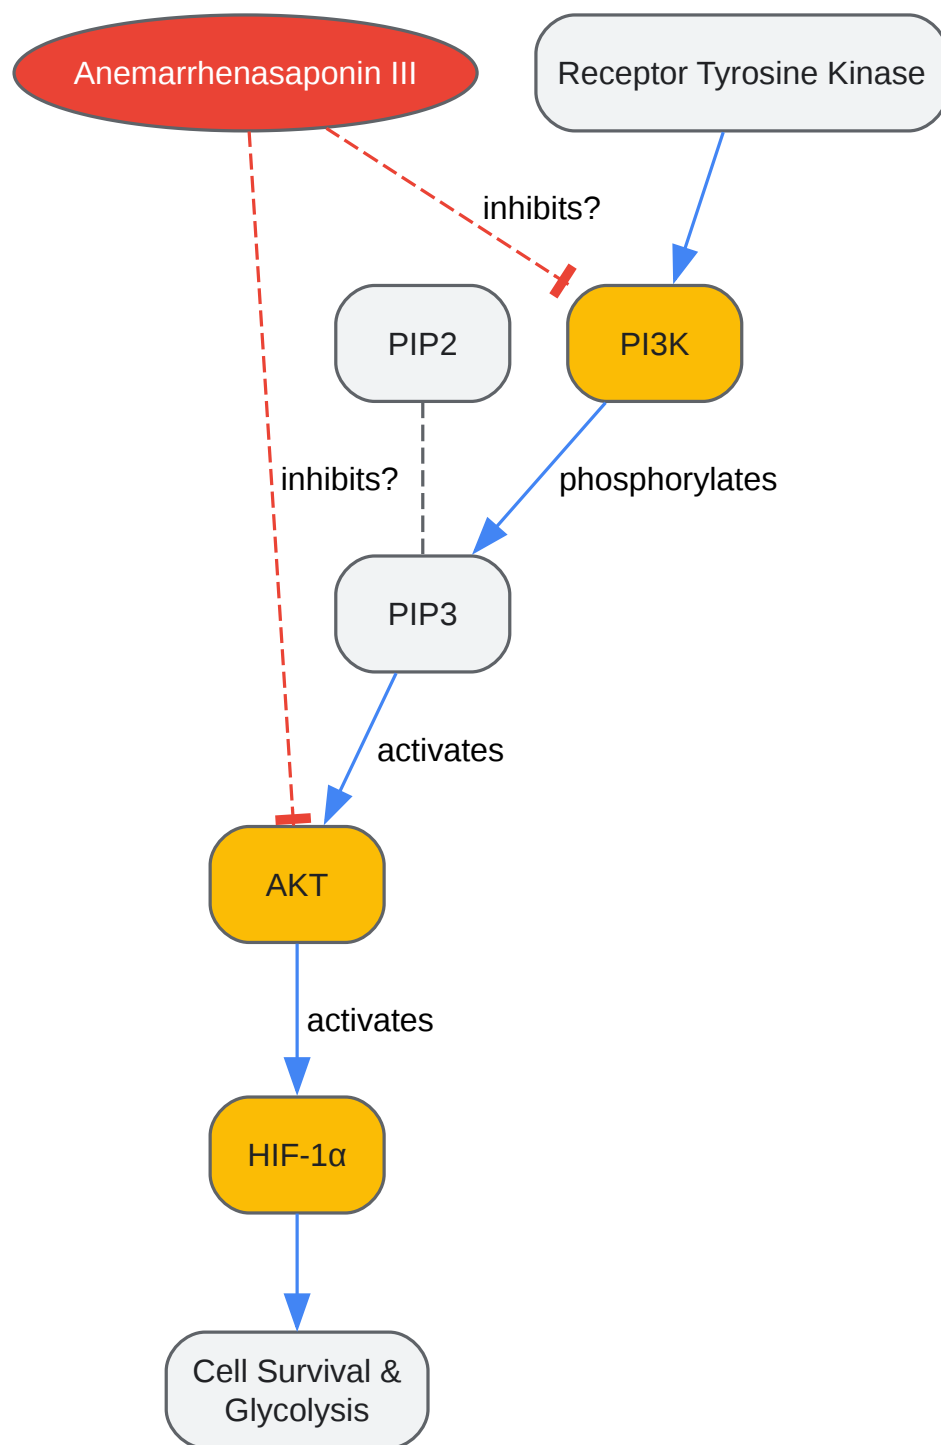 Anemarrhenasaponin III
Receptor Tyrosine Kinase
inhibits?
PIP2
PI3K
inhibits?
phosphorylates
PIP3
activates
AKT
activates
HIF-1α
Cell Survival &
Glycolysis